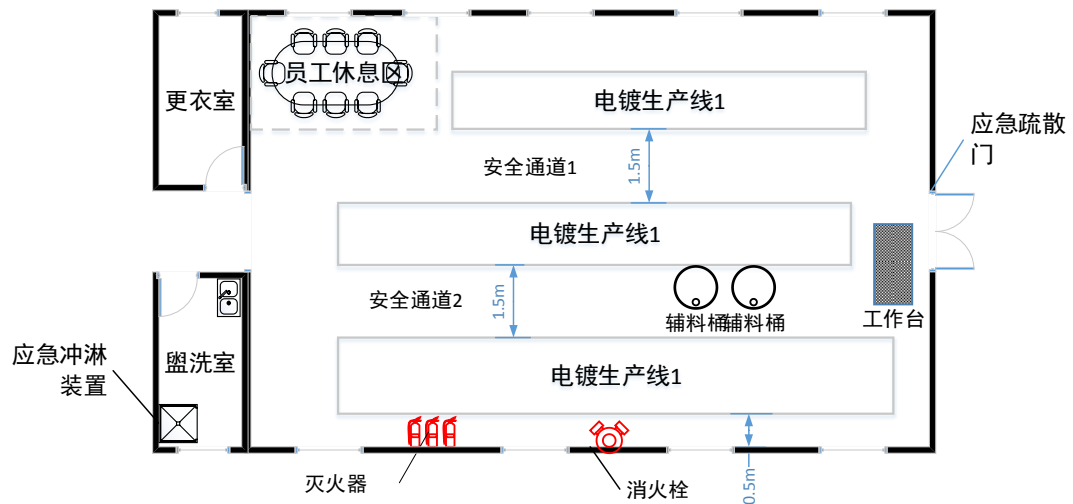 员工休息区
更衣室
电镀生产线1
应急疏散
门
安全通道1
1.5m
电镀生产线1
安全通道2
1.5m
辅料桶
辅料桶
工作台
应急冲淋
装置
盥洗室
电镀生产线1
灭火器
消火栓
0.5m